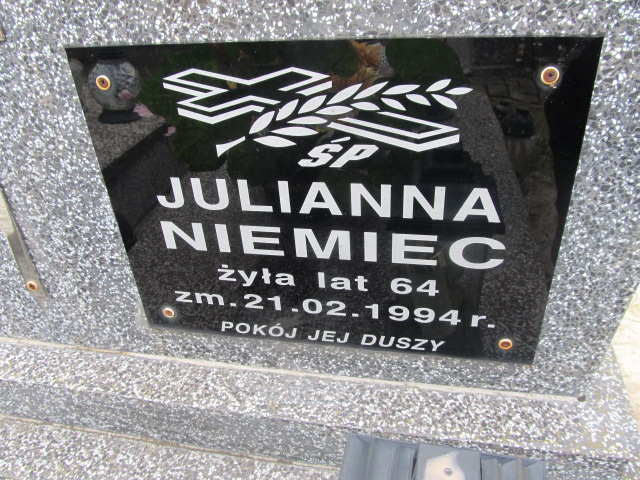 ŚP
JULIANNA
NIEMIEC
żyła lat 64
zm. 21.02.1994 r.
POKÓJ JEJ DUSZY